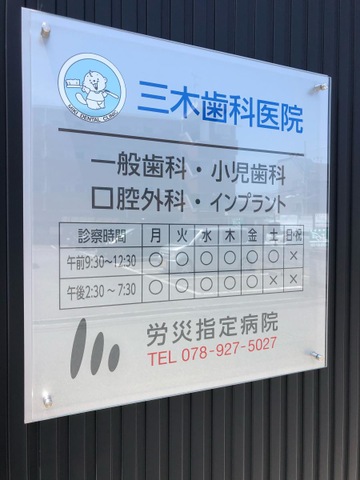 MIKI DENTAL CLINIC
三木歯科医院
一般歯科・小児歯科
口腔外科・インプラント
診察時間 月 火 水 木 金 土 日・祝
午前9:30～12:30 ○ ○ ○ ○ ○ ○ ×
午後2:30～7:30 ○ ○ ○ ○ ○ × ×
労災指定病院
TEL 078-927-5027